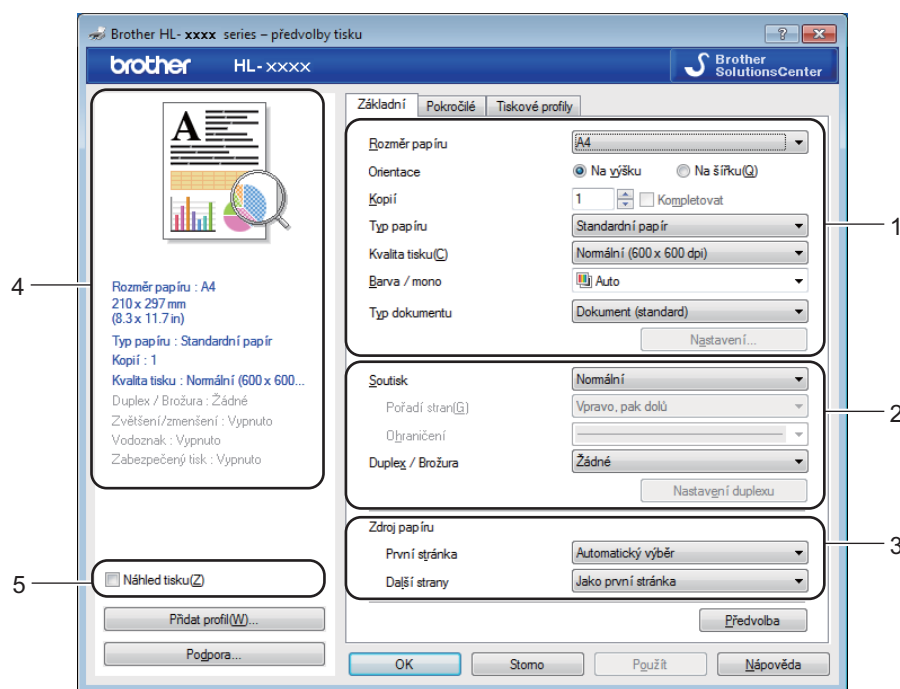 Brother HL- xxxx series – předvolby tisku
brother HL-xxxx
Brother
SolutionsCenter
A
Rozměr papíru : A4
210 x 297 mm
(8.3 x 11.7 in)
Typ papíru : Standardní papír
Kopií : 1
Kvalita tisku : Normální (600 x 600...
Duplex / Brožura : Žádné
Zvětšení/zmenšení : Vypnuto
Vodoznak : Vypnuto
Zabezpečený tisk : Vypnuto
4
Náhled tisku(Z)
5
Přidat profil(W)...
Podpora...
Základní Pokročilé Tiskové profily
Rozměr papíru A4
Orientace Na výšku Na šířku(Q)
Kopií 1 Kompletovat
Typ papíru Standardní papír
1
Kvalita tisku(C) Normální (600 x 600 dpi)
Barva / mono Auto
Typ dokumentu Dokument (standard)
Nastavení...
Soutisk Normální
Pořadí stran(G) Vpravo, pak dolů
2
Ohraničení
Duplex / Brožura Žádné
Nastavení duplexu
Zdroj papíru
První stránka Automatický výběr
3
Další strany Jako první stránka
Předvolba
OK Storno Použít Nápověda